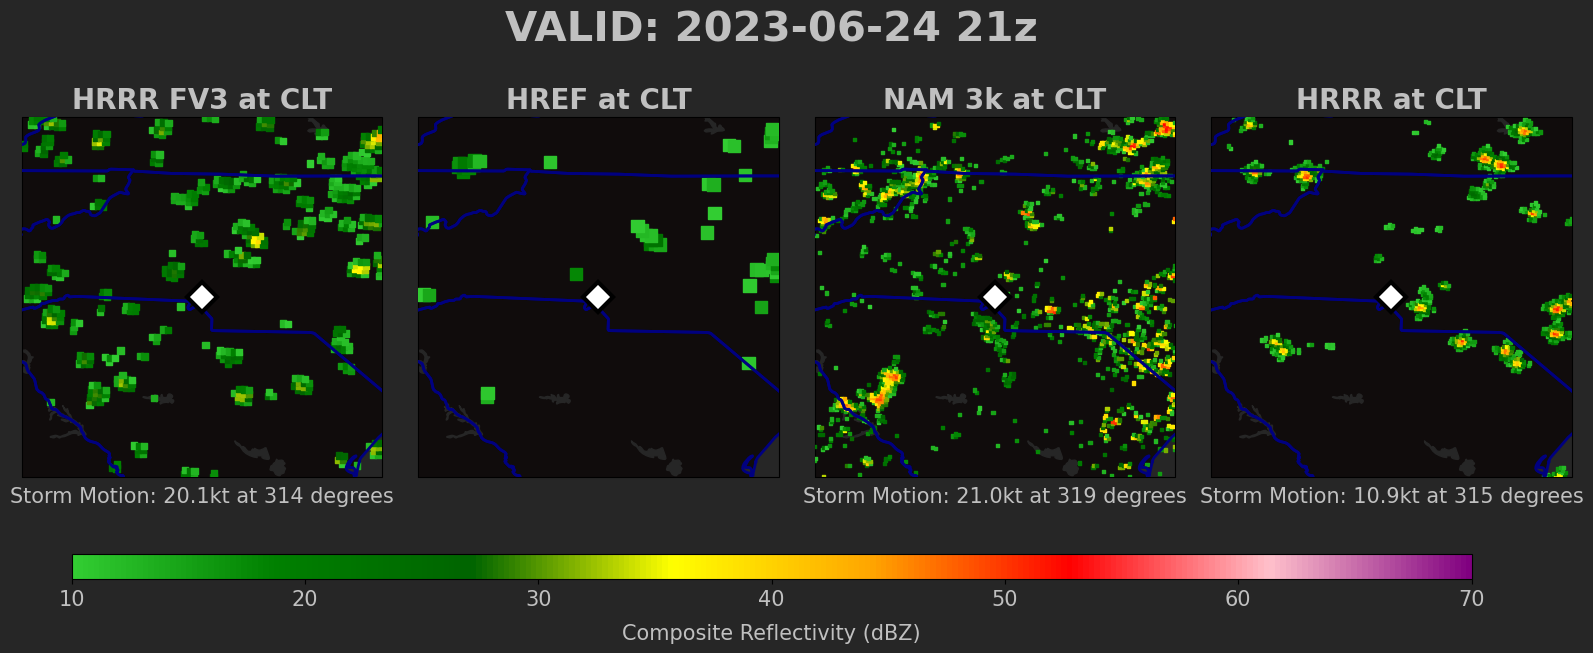 VALID: 2023-06-24 21z
HRRR FV3 at CLT
HREF at CLT
NAM 3k at CLT
HRRR at CLT
Storm Motion: 20.1kt at 314 degrees
Storm Motion: 21.0kt at 319 degrees
Storm Motion: 10.9kt at 315 degrees
10 20 30 40 50 60 70
Composite Reflectivity (dBZ)